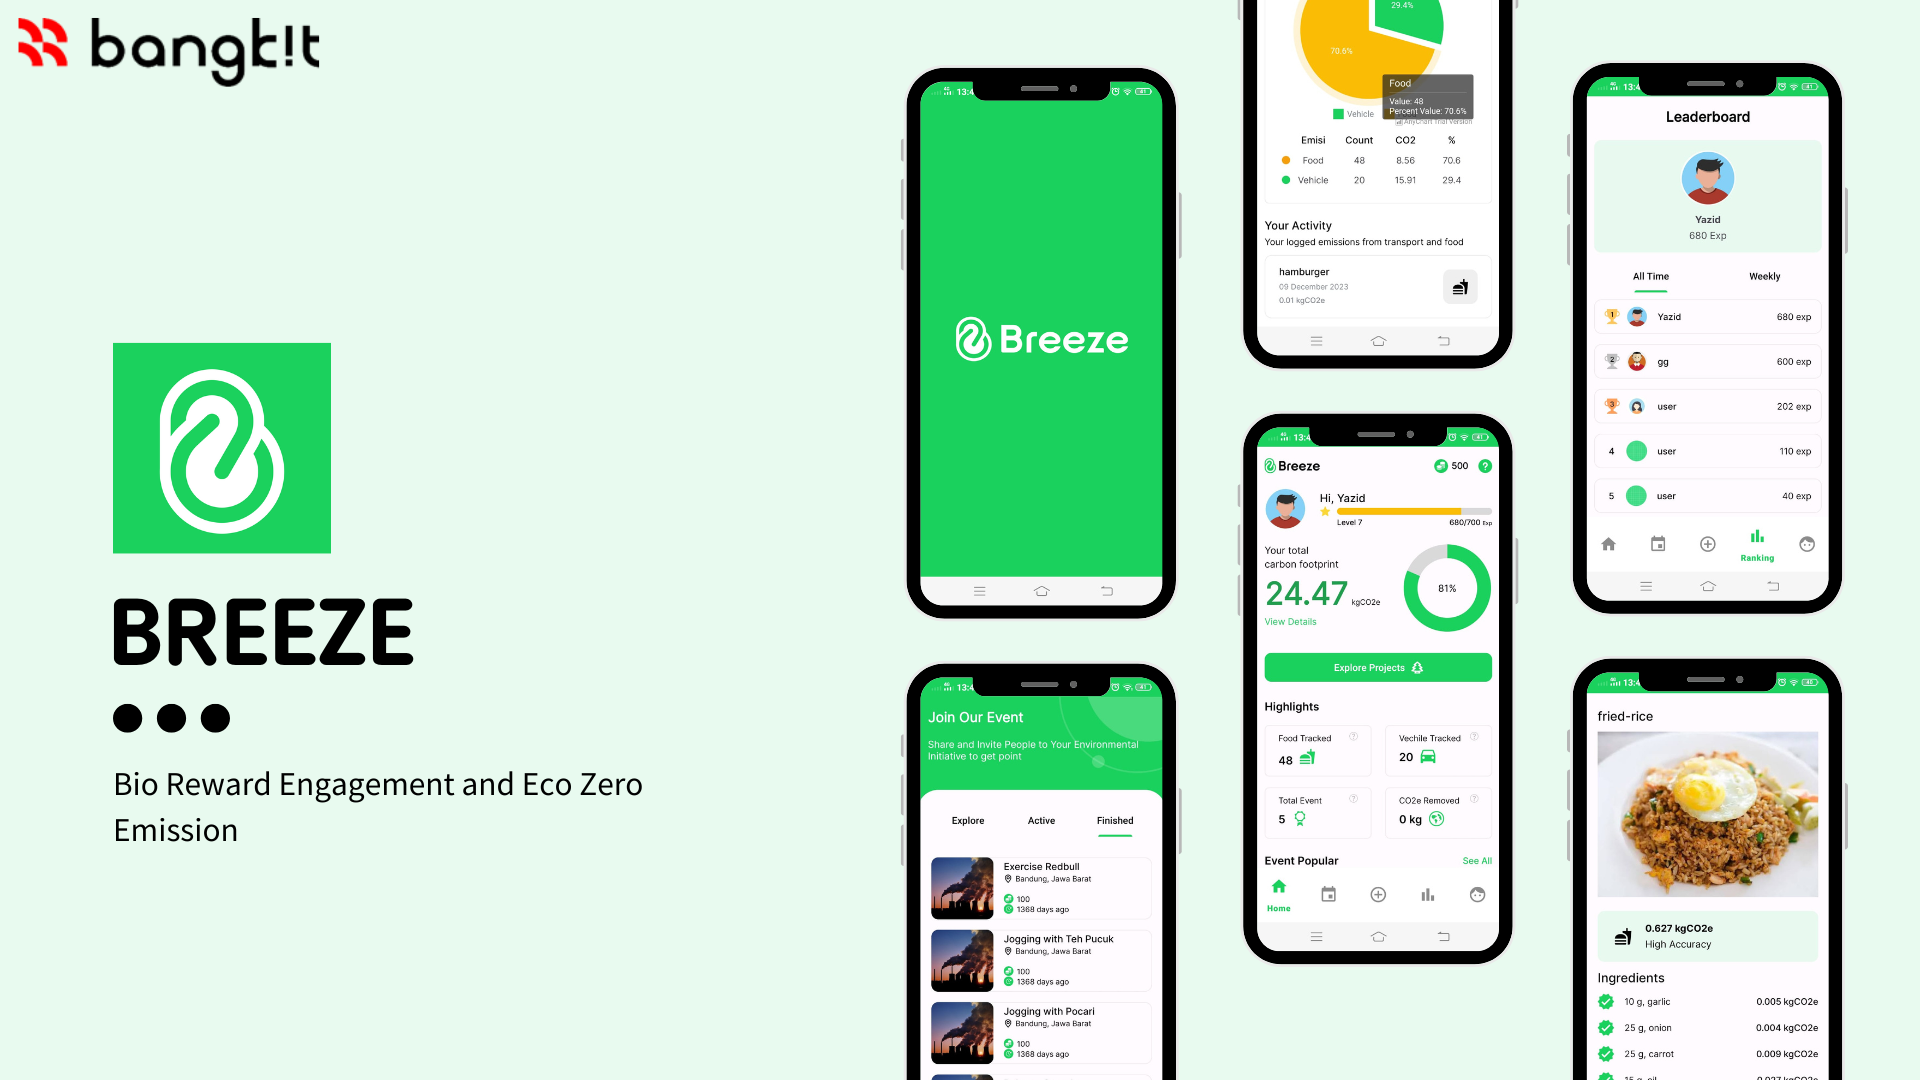 bangk!t
BREEZE
Bio Reward Engagement and Eco Zero
Emission
13:4
Breeze
13:4
Join Our Event
Share and Invite People to Your Environmental
Initiative to get point
Explore Active Finished
Exercise Redbull
Bandung, Jawa Barat
100
1368 days ago
Jogging with Teh Pucuk
Bandung, Jawa Barat
100
1368 days ago
Jogging with Pocari
Bandung, Jawa Barat
100
1368 days ago
29.4%
70.6%
Food
Value: 48
Percent Value: 70.6%
Vehicle
AnyChart Trial Version
Emisi Count CO2 %
Food 48 8.56 70.6
Vehicle 20 15.91 29.4
Your Activity
Your logged emissions from transport and food
hamburger
09 December 2023
0.01 kgCO2e
13:4
Breeze 500 ?
Hi, Yazid
Level 7 680/700 Exp
Your total
carbon footprint
24.47 kgCO2e
81%
View Details
Explore Projects
Highlights
Food Tracked ?
48
Vechile Tracked ?
20
Total Event ?
5
CO2e Removed ?
0 kg
Event Popular See All
Home
13:4
Leaderboard
Yazid
680 Exp
All Time Weekly
1 Yazid 680 exp
2 gg 600 exp
3 user 202 exp
4 user 110 exp
5 user 40 exp
Ranking
13:4
fried-rice
0.627 kgCO2e
High Accuracy
Ingredients
10 g, garlic 0.005 kgCO2e
25 g, onion 0.004 kgCO2e
25 g, carrot 0.009 kgCO2e